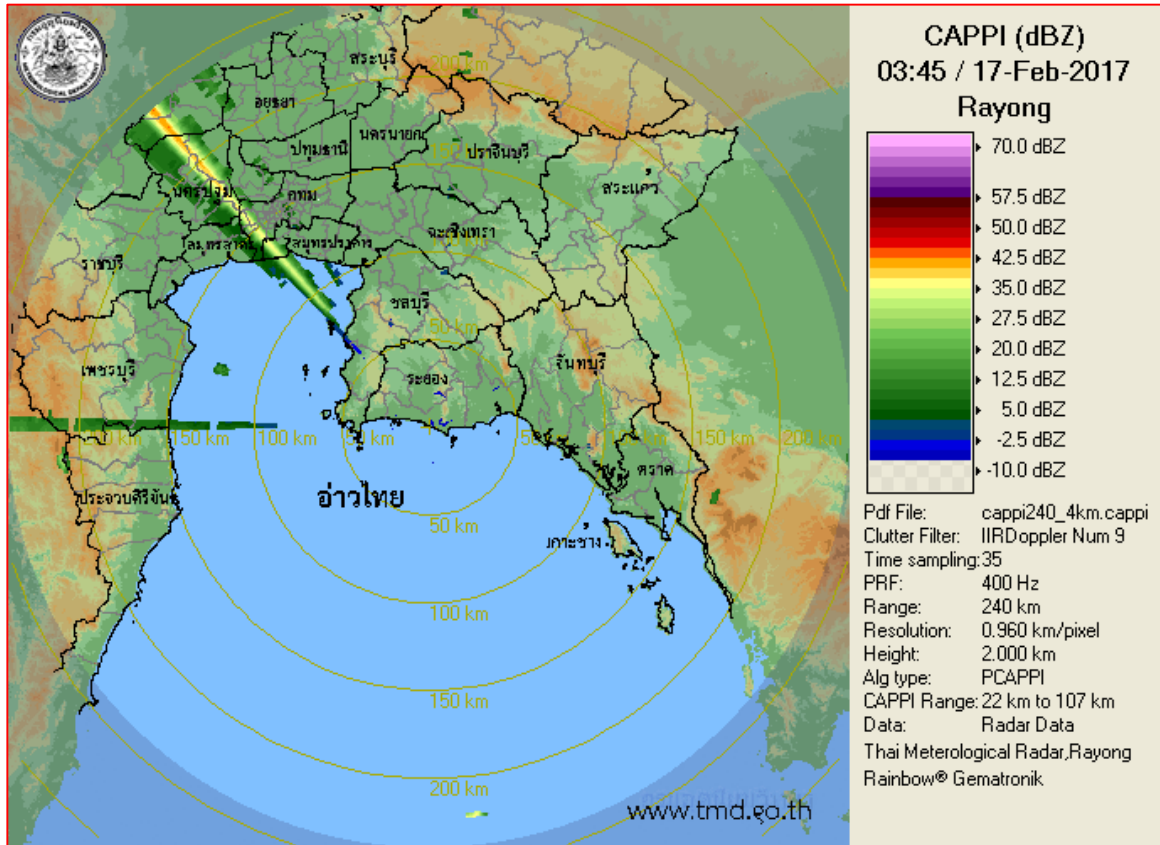 CAPPI (dBZ)
03:45 / 17-Feb-2017
Rayong
70.0 dBZ
57.5 dBZ
50.0 dBZ
42.5 dBZ
35.0 dBZ
27.5 dBZ
20.0 dBZ
12.5 dBZ
5.0 dBZ
-2.5 dBZ
-10.0 dBZ
Pdf File: cappi240_4km.cappi
Clutter Filter: IIRDoppler Num 9
Time sampling:35
PRF: 400 Hz
Range: 240 km
Resolution: 0.960 km/pixel
Height: 2.000 km
Alg type: PCAPPI
CAPPI Range: 22 km to 107 km
Data: Radar Data
Thai Meterological Radar,Rayong
Rainbow® Gematronik
สระบุรี
200 km
อยุธยา
นครนายก
ปทุมธานี
150
ปราจีนบุรี
สระแก้ว
นครปฐม
กทม
ฉะเชิงเทรา
สมุทรสาคร
สมุทรปราการ
100 km
ราชบุรี
ชลบุรี
50 km
เพชรบุรี
ระยอง
จันทบุรี
200 km
150 km
100 km
50 km
50
100 km
150 km
200 km
ตราด
ประจวบคีรีขันธ์
อ่าวไทย
50 km
เกาะช้าง
100 km
150 km
200 km
www.tmd.go.th